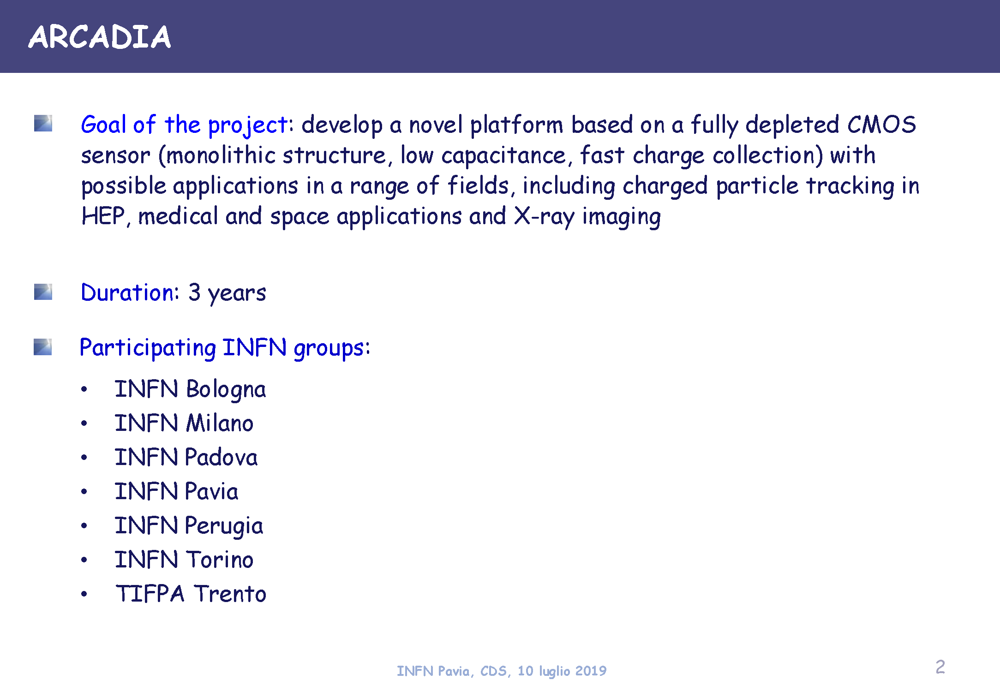 ARCADIA
Goal of the project: develop a novel platform based on a fully depleted CMOS
sensor (monolithic structure, low capacitance, fast charge collection) with
possible applications in a range of fields, including charged particle tracking in
HEP, medical and space applications and X-ray imaging
Duration: 3 years
Participating INFN groups:
• INFN Bologna
• INFN Milano
• INFN Padova
• INFN Pavia
• INFN Perugia
• INFN Torino
• TIFPA Trento
INFN Pavia, CDS, 10 luglio 2019
2